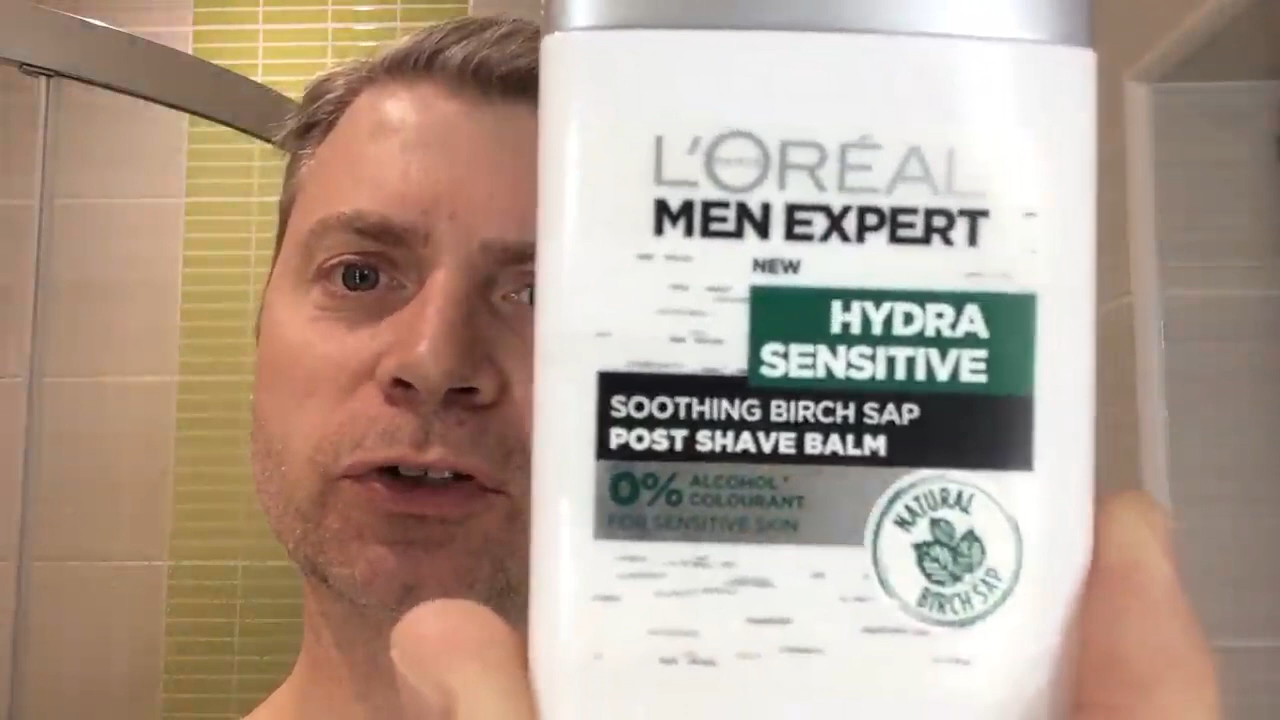 L'ORÉAL
PARIS
MEN EXPERT
NEW
HYDRA
SENSITIVE
SOOTHING BIRCH SAP
POST SHAVE BALM
0% ALCOHOL*
COLOURANT
FOR SENSITIVE SKIN
NATURAL
BIRCH SAP